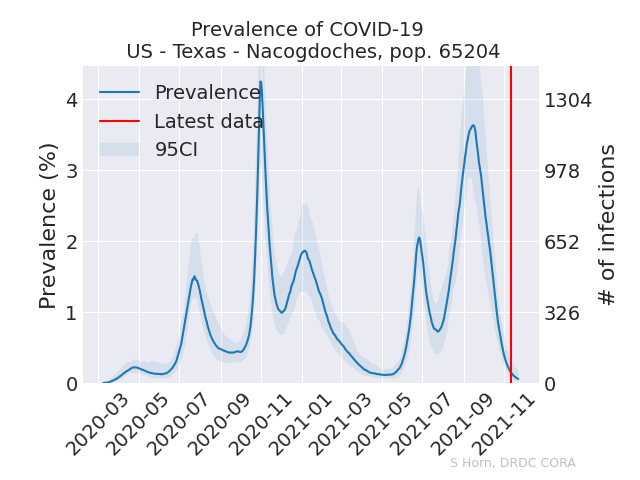 Prevalence of COVID-19
US - Texas - Nacogdoches, pop. 65204
Prevalence
Latest data
95CI
Prevalence (%)
4
3
2
1
0
1304
978
652
326
0
# of infections
2020-03
2020-05
2020-07
2020-09
2020-11
2021-01
2021-03
2021-05
2021-07
2021-09
2021-11
S Horn, DRDC CORA